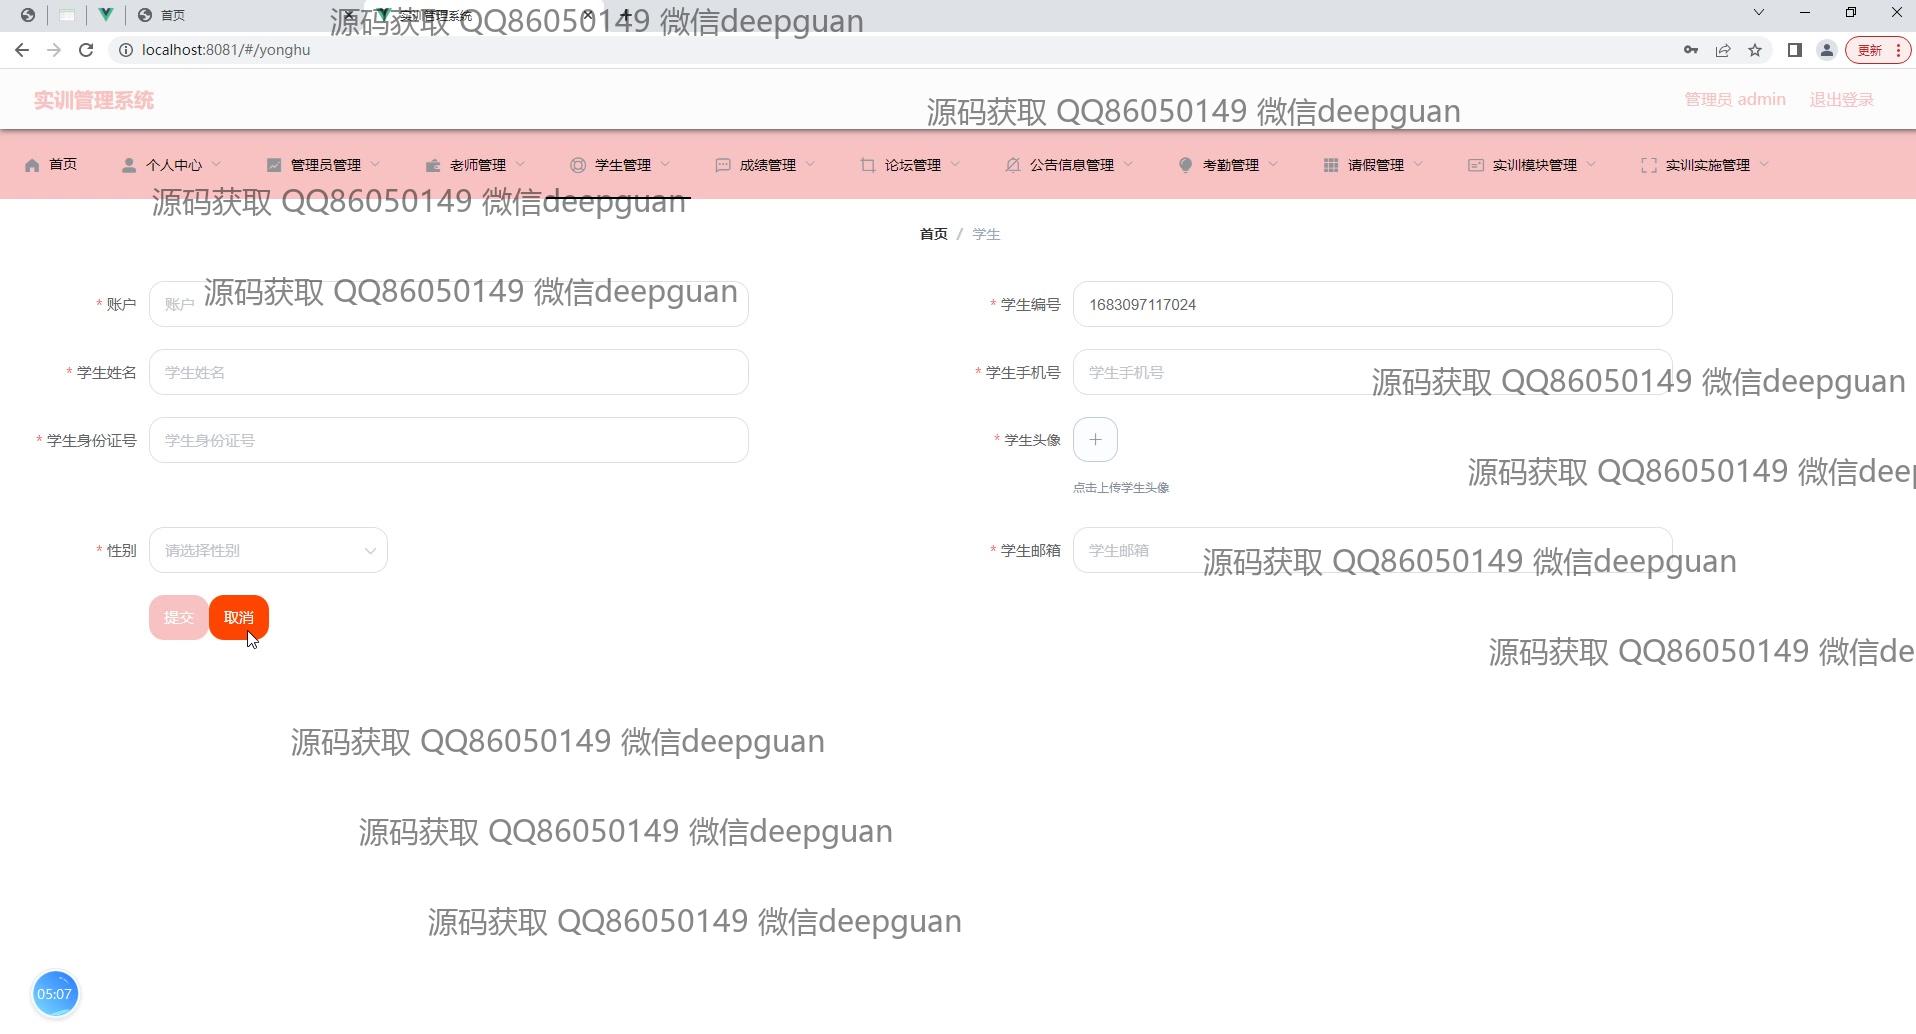 首页
实训管理系统
源码获取 QQ86050149 微信deepguan
localhost:8081/#/yonghu
更新
实训管理系统
源码获取 QQ86050149 微信deepguan
管理员 admin
退出登录
首页 个人中心 管理员管理 老师管理 学生管理 成绩管理 论坛管理 公告信息管理 考勤管理 请假管理 实训模块管理 实训实施管理
源码获取 QQ86050149 微信deepguan
首页 / 学生
源码获取 QQ86050149 微信deepguan
* 账户 账户
* 学生编号 1683097117024
* 学生姓名 学生姓名
* 学生手机号 学生手机号
源码获取 QQ86050149 微信deepguan
* 学生身份证号 学生身份证号
* 学生头像
源码获取 QQ86050149 微信deep
点击上传学生头像
* 性别 请选择性别
* 学生邮箱 学生邮箱
源码获取 QQ86050149 微信deepguan
提交 取消
源码获取 QQ86050149 微信de
源码获取 QQ86050149 微信deepguan
源码获取 QQ86050149 微信deepguan
源码获取 QQ86050149 微信deepguan
05:07